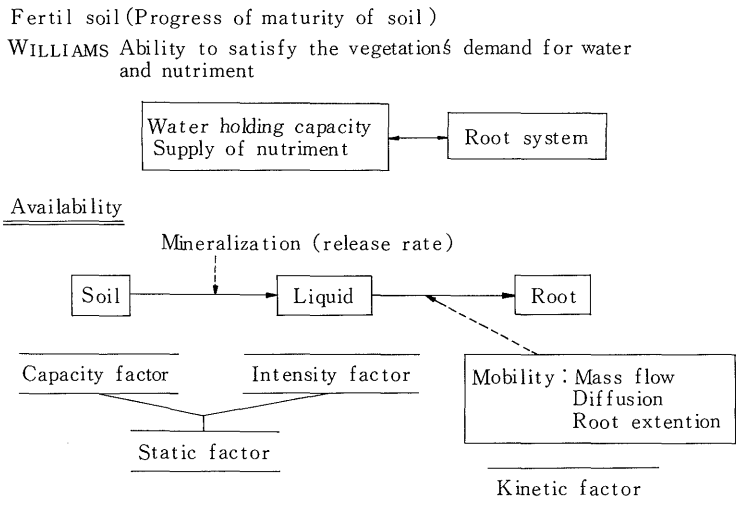 Fertil soil (Progress of maturity of soil)
WILLIAMS Ability to satisfy the vegetation's demand for water
and nutriment
Water holding capacity
Supply of nutriment
Root system
Availability
Mineralization (release rate)
Soil
Liquid
Root
Capacity factor
Intensity factor
Static factor
Mobility: Mass flow
Diffusion
Root extention
Kinetic factor